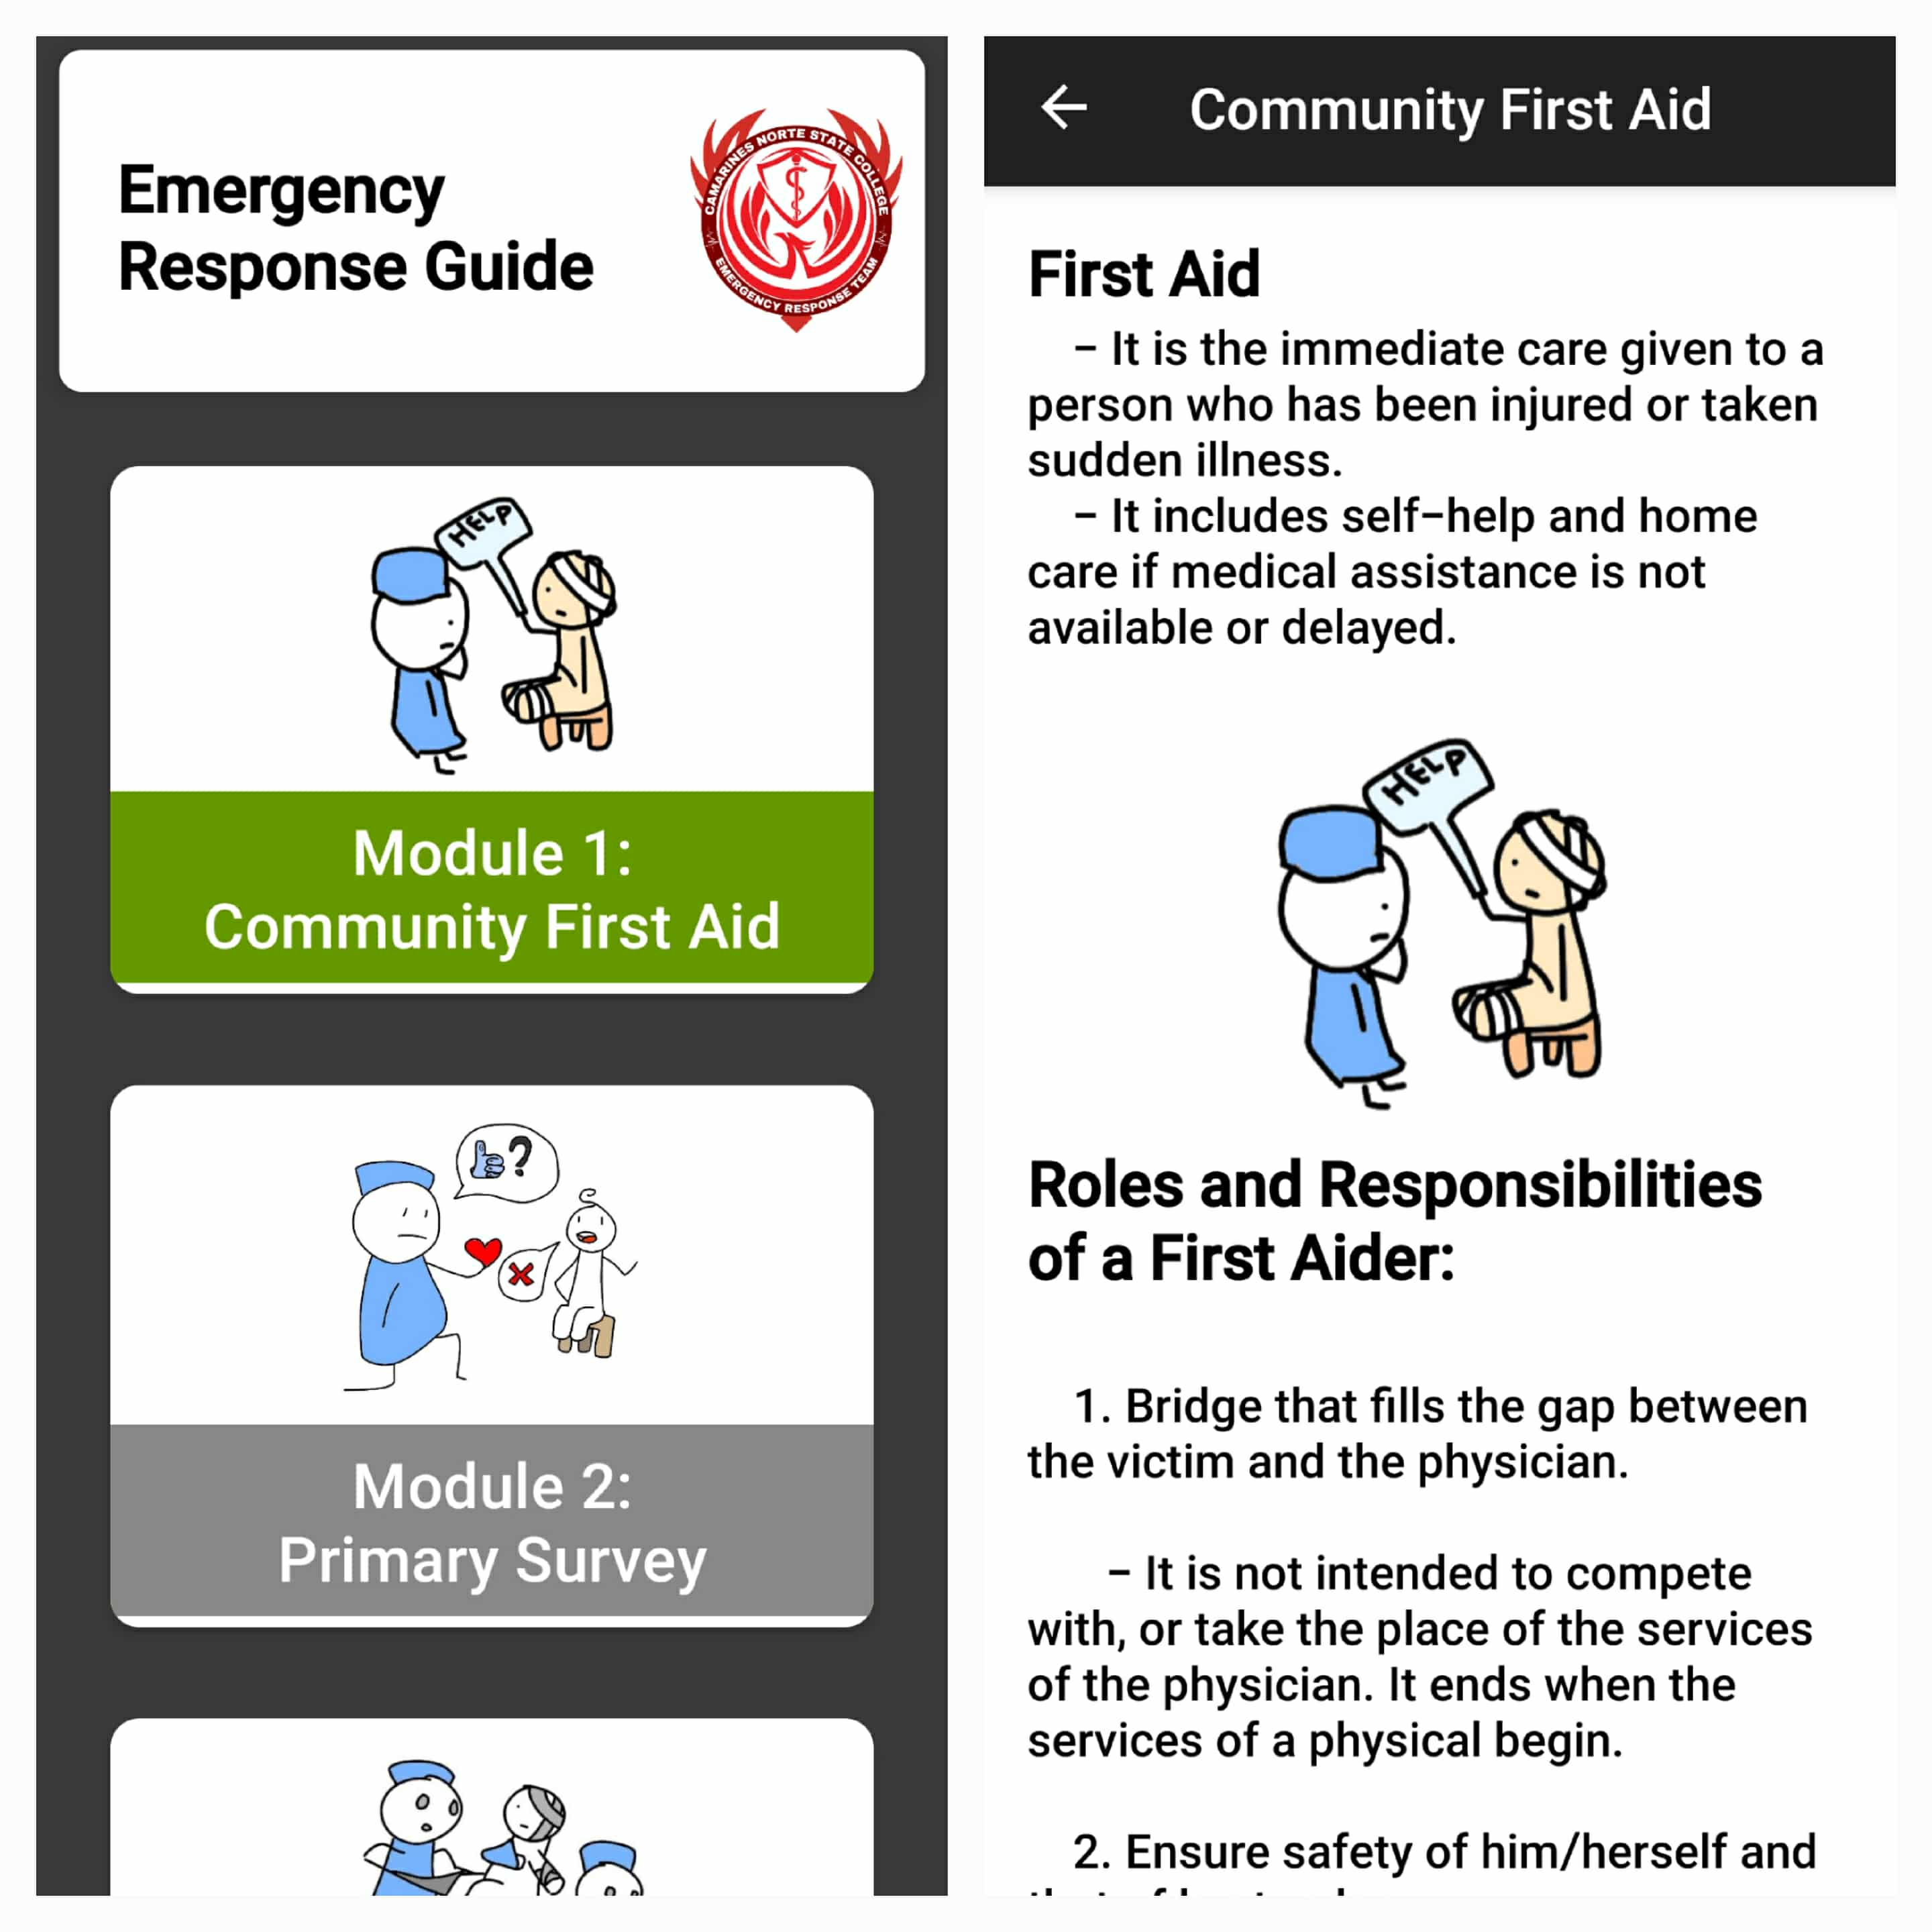 Emergency
Response Guide
CAMARINES NORTE STATE COLLEGE
EMERGENCY RESPONSE TEAM
HELP
Module 1:
Community First Aid
?
Module 2:
Primary Survey
Community First Aid
First Aid
– It is the immediate care given to a
person who has been injured or taken
sudden illness.
– It includes self-help and home
care if medical assistance is not
available or delayed.
HELP
Roles and Responsibilities
of a First Aider:
1. Bridge that fills the gap between
the victim and the physician.
– It is not intended to compete
with, or take the place of the services
of the physician. It ends when the
services of a physical begin.
2. Ensure safety of him/herself and